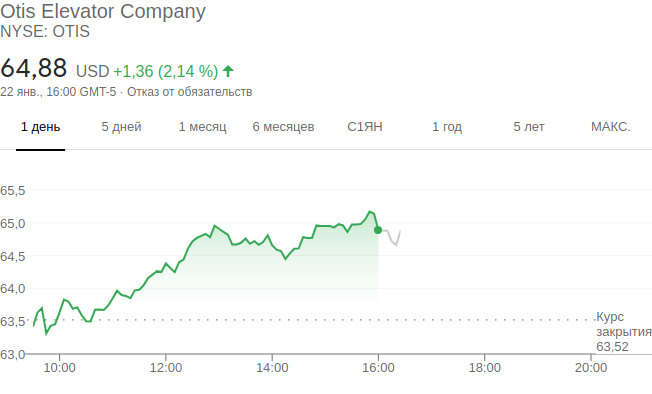 Otis Elevator Company
NYSE: OTIS
64,88 USD +1,36 (2,14 %)
22 янв., 16:00 GMT-5 · Отказ от обязательств
1 день 5 дней 1 месяц 6 месяцев С1ЯН 1 год 5 лет МАКС.
65,5
65,0
64,5
64,0
63,5
Курс
закрытия
63,52
63,0
10:00 12:00 14:00 16:00 18:00 20:00